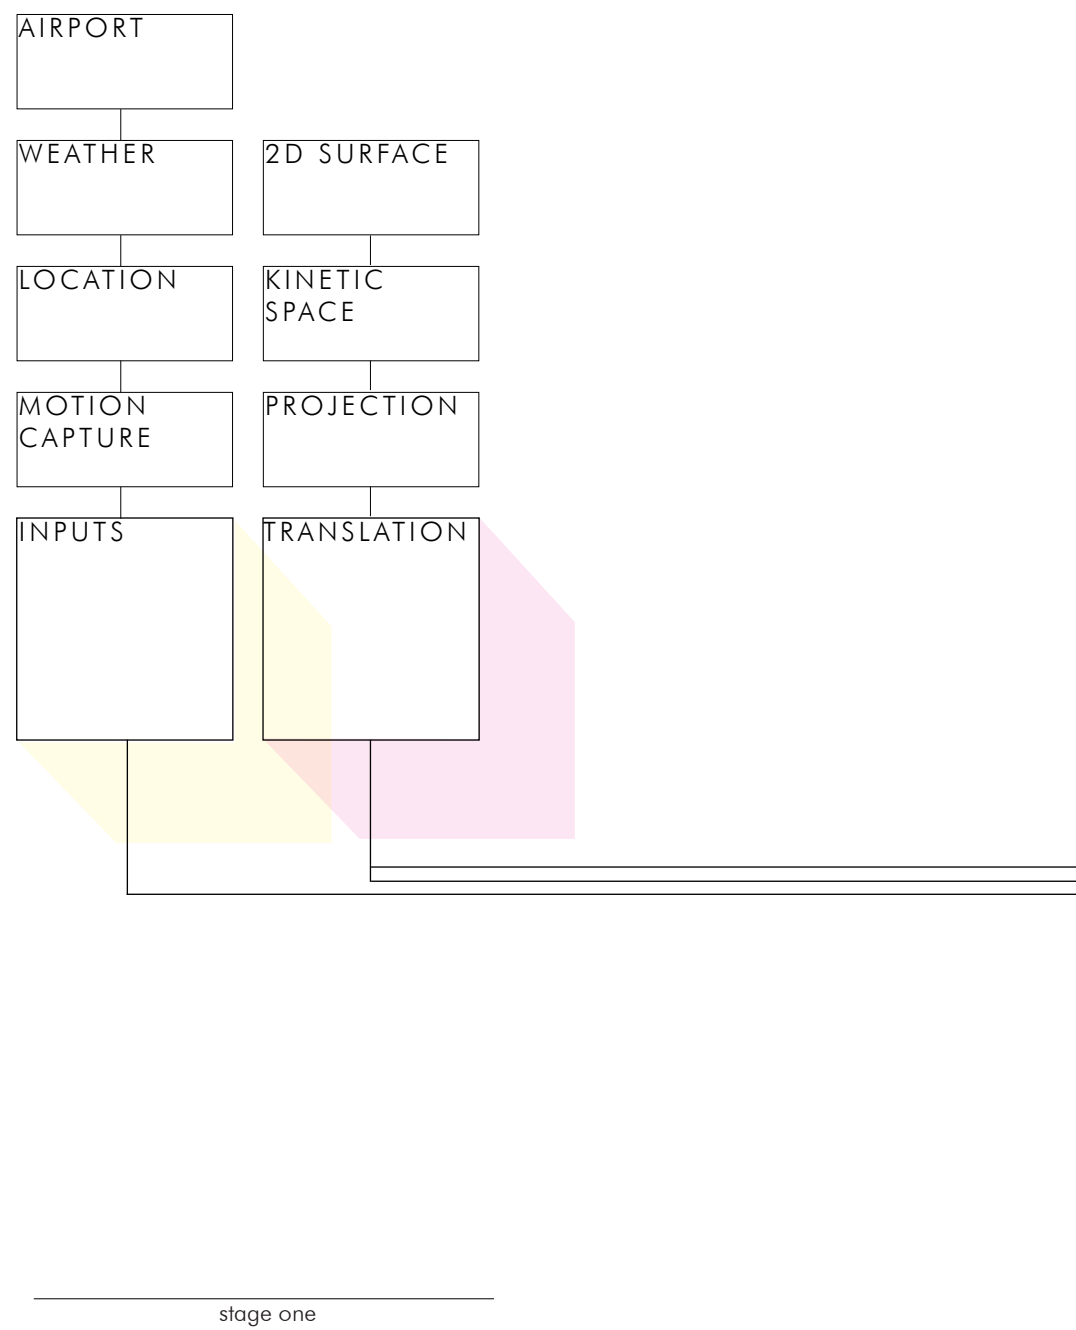 AIRPORT
WEATHER
2D SURFACE
LOCATION
KINETIC
SPACE
MOTION
CAPTURE
PROJECTION
INPUTS
TRANSLATION
stage one